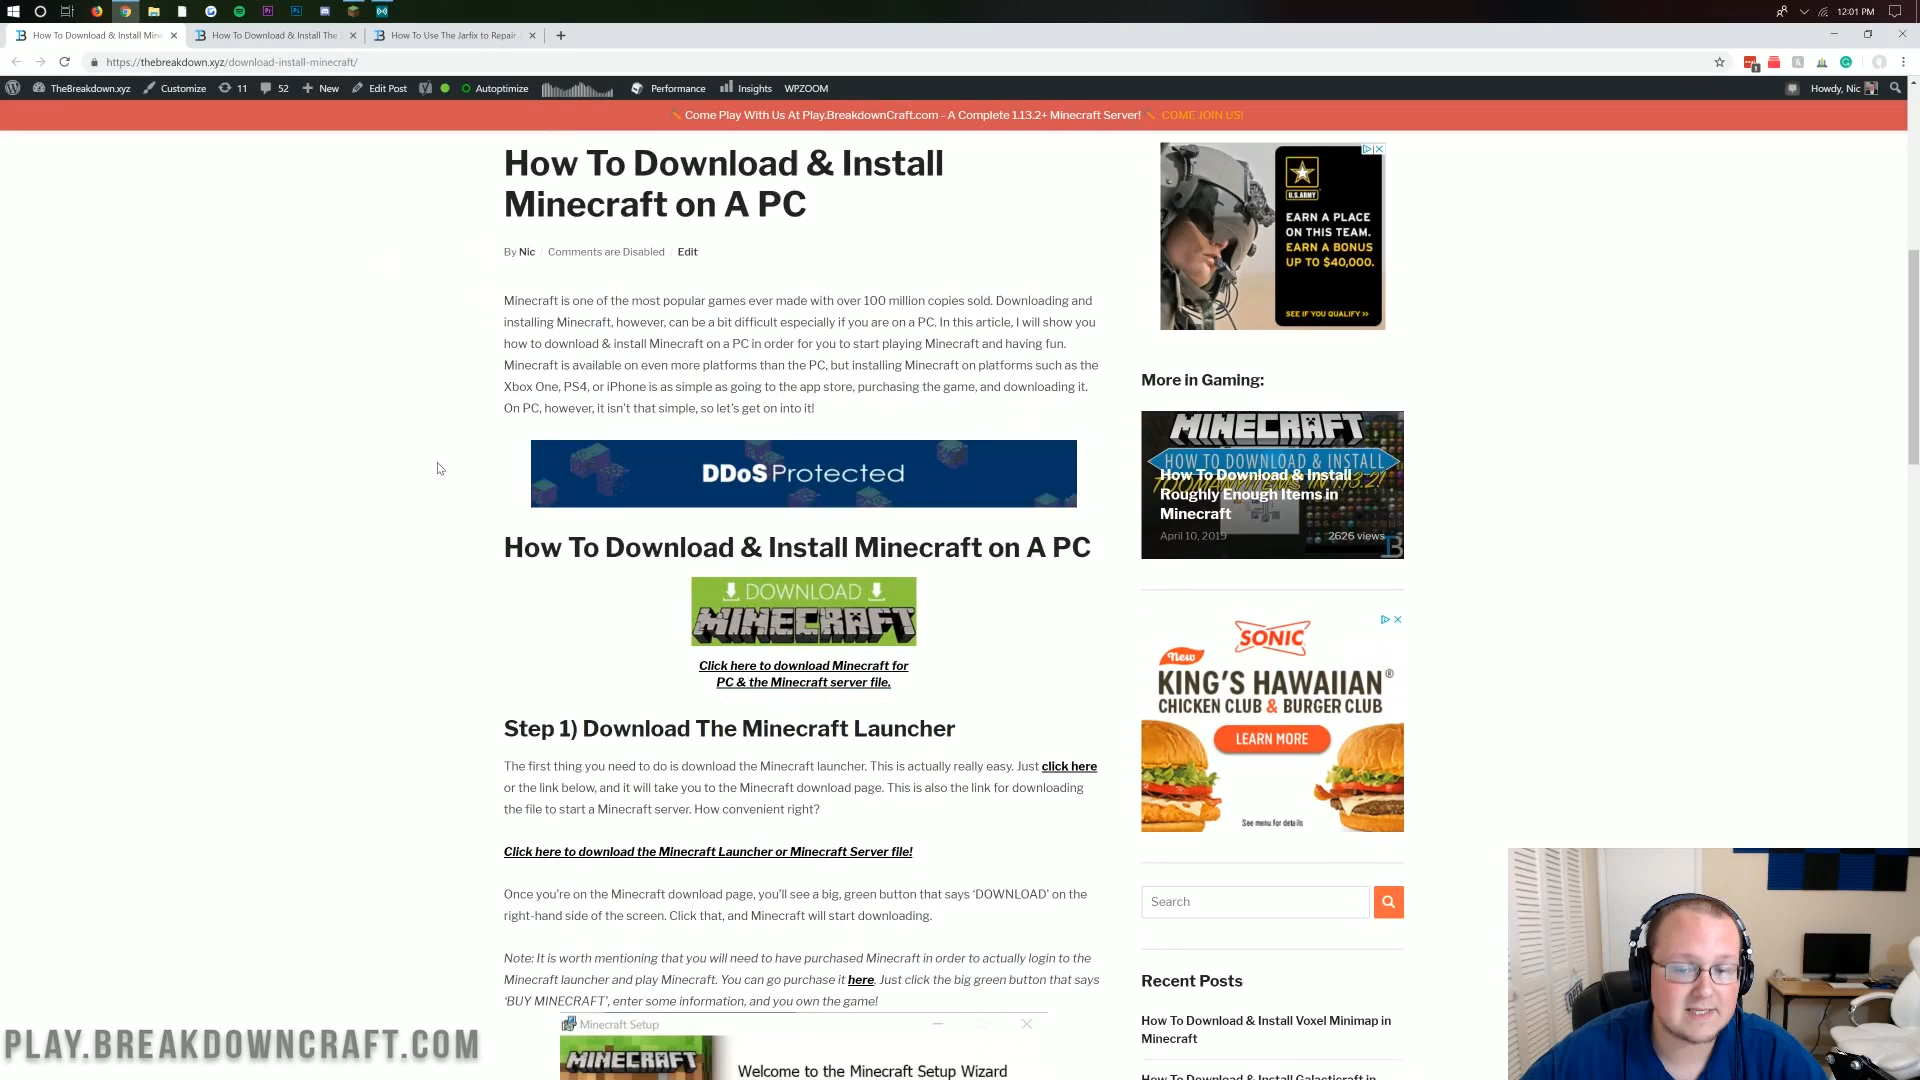 12:01 PM
How To Download & Install Mine
How To Download & Install The
How To Use The Jarfix to Repair
https://thebreakdown.xyz/download-install-minecraft/
TheBreakdown.xyz
Customize
11
52
New
Edit Post
Autoptimize
Performance
Insights
WPZOOM
Howdy, Nic
Come Play With Us At Play.BreakdownCraft.com - A Complete 1.13.2+ Minecraft Server! COME JOIN US!
How To Download & Install
Minecraft on A PC
By Nic / Comments are Disabled / Edit
Minecraft is one of the most popular games ever made with over 100 million copies sold. Downloading and
installing Minecraft, however, can be a bit difficult especially if you are on a PC. In this article, I will show you
how to download & install Minecraft on a PC in order for you to start playing Minecraft and having fun.
Minecraft is available on even more platforms than the PC, but installing Minecraft on platforms such as the
Xbox One, PS4, or iPhone is as simple as going to the app store, purchasing the game, and downloading it.
On PC, however, it isn't that simple, so let's get on into it!
DDoS Protected
How To Download & Install Minecraft on A PC
DOWNLOAD
MINECRAFT
Click here to download Minecraft for
PC & the Minecraft server file.
Step 1) Download The Minecraft Launcher
The first thing you need to do is download the Minecraft launcher. This is actually really easy. Just click here
or the link below, and it will take you to the Minecraft download page. This is also the link for downloading
the file to start a Minecraft server. How convenient right?
Click here to download the Minecraft Launcher or Minecraft Server file!
Once you're on the Minecraft download page, you'll see a big, green button that says 'DOWNLOAD' on the
right-hand side of the screen. Click that, and Minecraft will start downloading.
Note: It is worth mentioning that you will need to have purchased Minecraft in order to actually login to the
Minecraft launcher and play Minecraft. You can go purchase it here. Just click the big green button that says
'BUY MINECRAFT', enter some information, and you own the game!
Minecraft Setup
MINECRAFT
Welcome to the Minecraft Setup Wizard
U.S.ARMY
EARN A PLACE
ON THIS TEAM.
EARN A BONUS
UP TO $40,000.
SEE IF YOU QUALIFY >>
More in Gaming:
MINECRAFT
HOW TO DOWNLOAD & INSTALL
TOOMANYITEMS IN 1.13.2!
How To Download & Install
Roughly Enough Items in
Minecraft
April 10, 2019
2626 views
SONIC
New
KING'S HAWAIIAN®
CHICKEN CLUB & BURGER CLUB
LEARN MORE
See menu for details
Search
Recent Posts
How To Download & Install Voxel Minimap in
Minecraft
How To Download & Install Galacticraft in
PLAY.BREAKDOWNCRAFT.COM